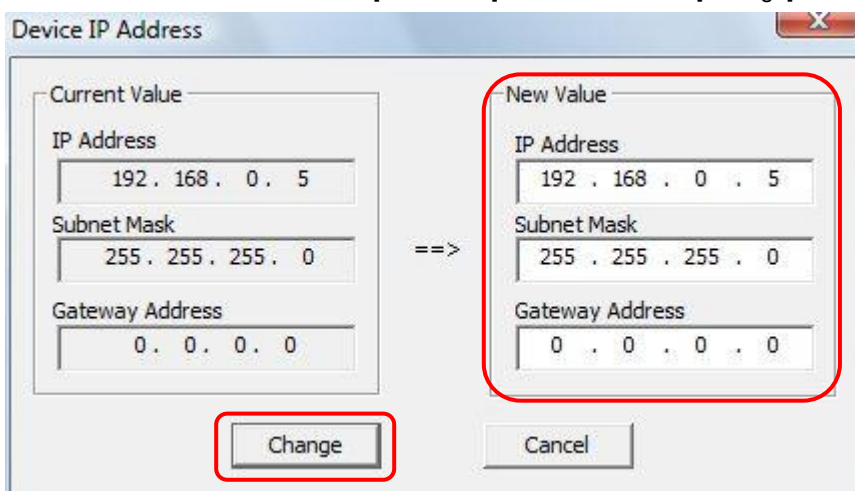 Device IP Address
Current Value
IP Address
192. 168. 0. 5
Subnet Mask
255. 255. 255. 0
Gateway Address
0. 0. 0. 0
==>
New Value
IP Address
192 . 168 . 0 . 5
Subnet Mask
255 . 255 . 255 . 0
Gateway Address
0 . 0 . 0 . 0
Change
Cancel